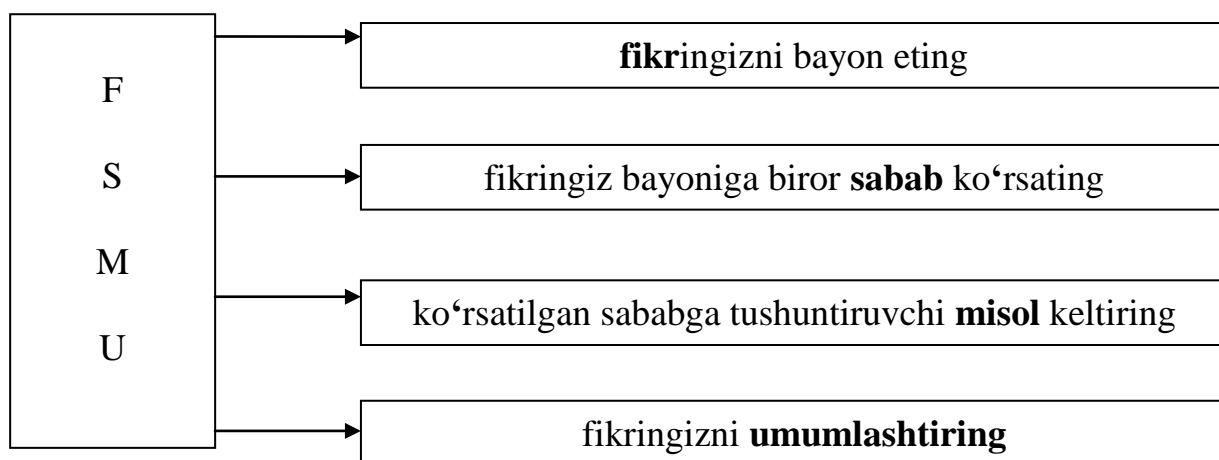 F
fikringizni bayon eting
S
fikringiz bayoniga biror sabab ko‘rsating
M
ko‘rsatilgan sababga tushuntiruvchi misol keltiring
U
fikringizni umumlashtiring